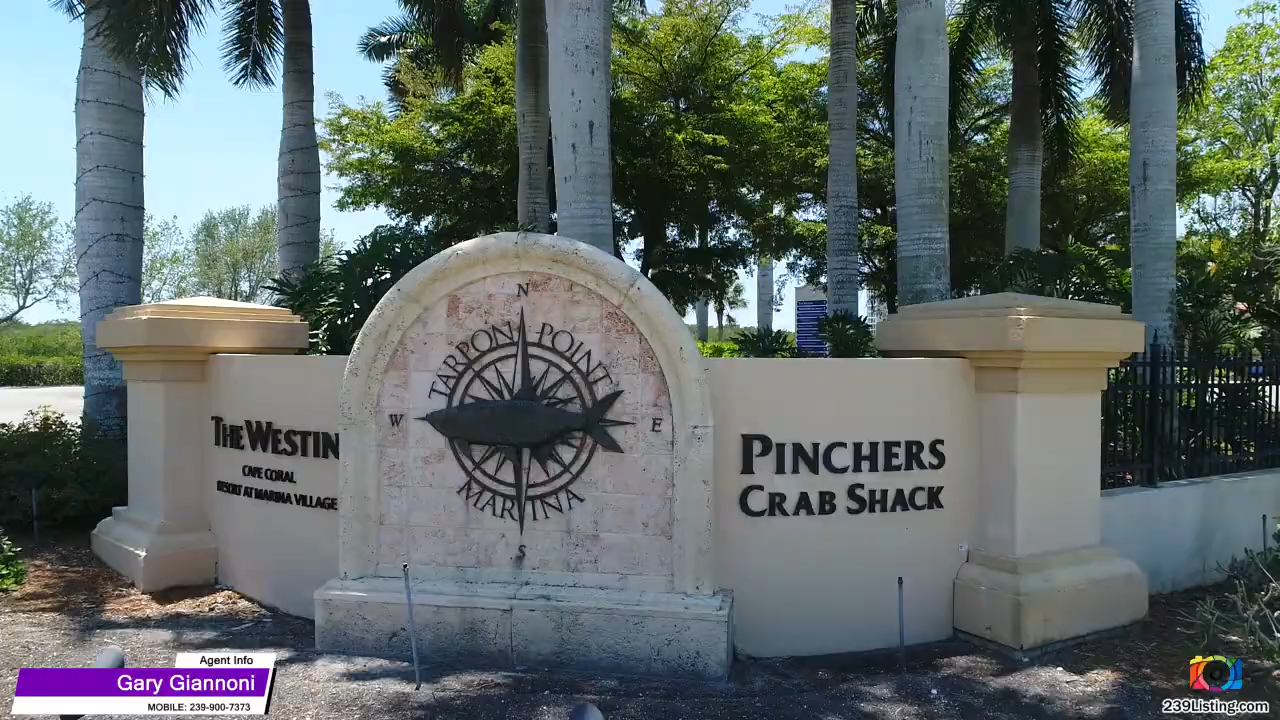 N
TARPON POINT
W
E
MARINA
S
THE WESTIN
CAPE CORAL
RESORT AT MARINA VILLAGE
PINCHERS
CRAB SHACK
Agent Info
Gary Giannoni
MOBILE: 239-900-7373
239Listing.com